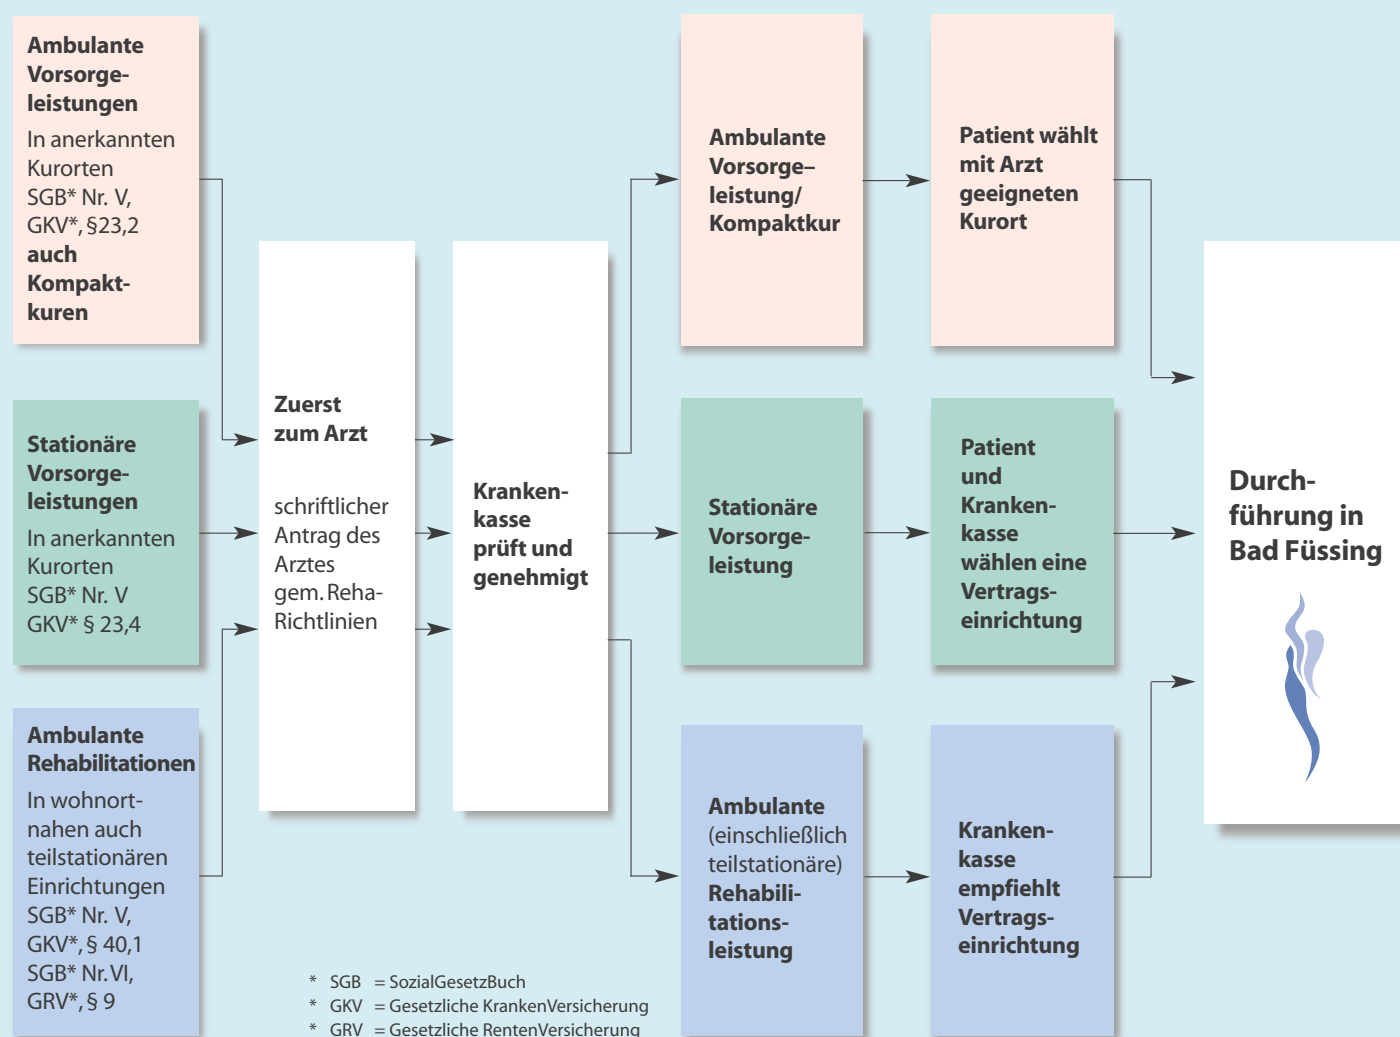 Ambulante
Vorsorge-
leistungen
In anerkannten
Kurorten
SGB* Nr. V,
GKV*, §23,2
auch
Kompakt-
kuren
Stationäre
Vorsorge-
leistungen
In anerkannten
Kurorten
SGB* Nr. V
GKV* § 23,4
Ambulante
Rehabilitationen
In wohnort-
nahen auch
teilstationären
Einrichtungen
SGB* Nr. V,
GKV*, § 40,1
SGB* Nr. VI,
GRV*, § 9
Zuerst
zum Arzt
schriftlicher
Antrag des
Arztes
gem. Reha-
Richtlinien
Kranken-
kasse
prüft und
genehmigt
Ambulante
Vorsorge–
leistung/
Kompaktkur
Patient wählt
mit Arzt
geeigneten
Kurort
Stationäre
Vorsorge-
leistung
Patient
und
Kranken-
kasse
wählen eine
Vertrags-
einrichtung
Ambulante
(einschließlich
teilstationäre)
Rehabili-
tations-
leistung
Kranken-
kasse
empfiehlt
Vertrags-
einrichtung
Durch-
führung in
Bad Füssing
* SGB = SozialGesetzBuch
* GKV = Gesetzliche KrankenVersicherung
* GRV = Gesetzliche RentenVersicherung